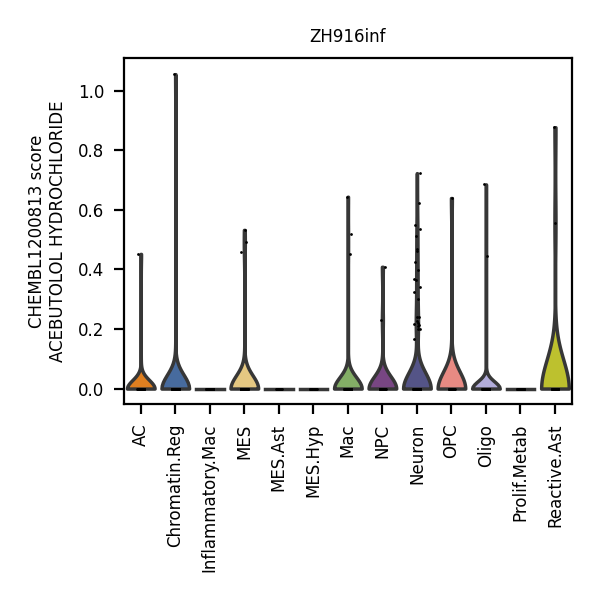 ZH916inf
CHEMBL1200813 score
ACEBUTOLOL HYDROCHLORIDE
1.0
0.8
0.6
0.4
0.2
0.0
AC
Chromatin.Reg
Inflammatory.Mac
MES
MES.Ast
MES.Hyp
Mac
NPC
Neuron
OPC
Oligo
Prolif.Metab
Reactive.Ast